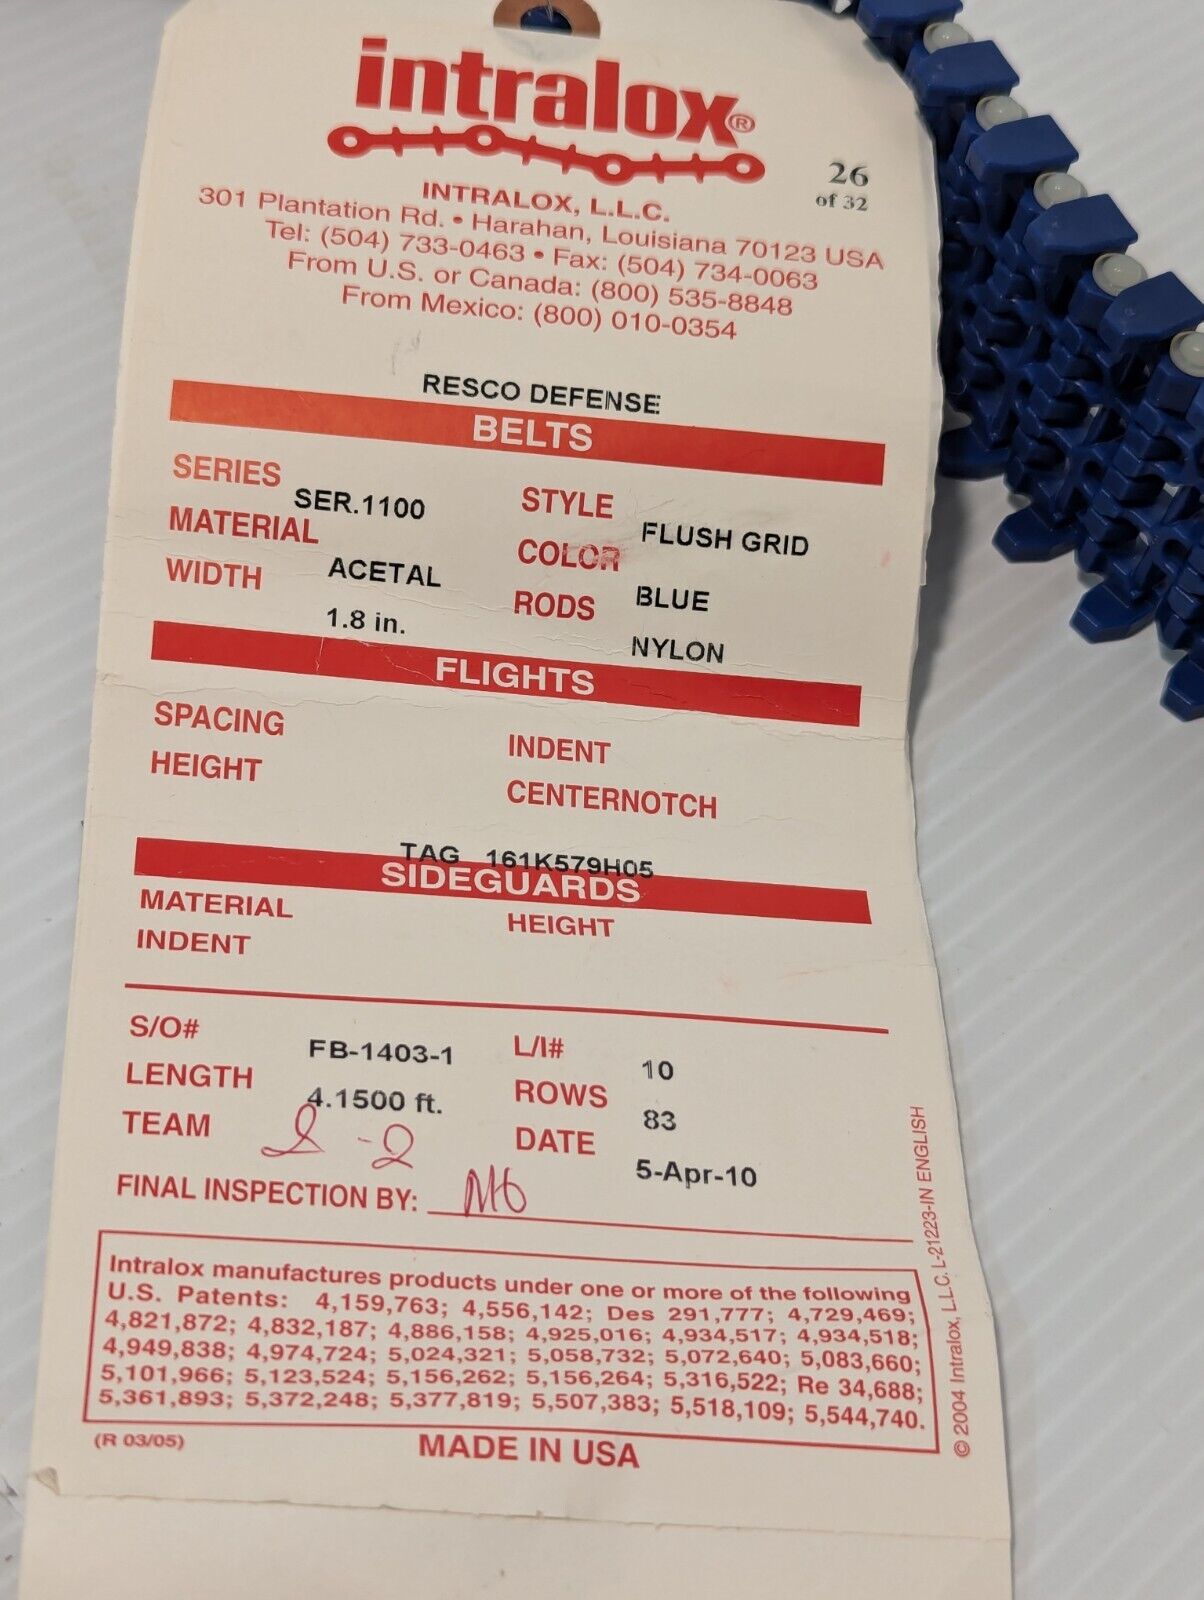 intralox®
26
of 32
INTRALOX, L.L.C.
301 Plantation Rd. • Harahan, Louisiana 70123 USA
Tel: (504) 733-0463 • Fax: (504) 734-0063
From U.S. or Canada: (800) 535-8848
From Mexico: (800) 010-0354
RESCO DEFENSE
BELTS
SERIES SER.1100 STYLE FLUSH GRID
MATERIAL ACETAL COLOR BLUE
WIDTH 1.8 in. RODS NYLON
FLIGHTS
SPACING INDENT
HEIGHT CENTERNOTCH
TAG 161K579H05
SIDEGUARDS
MATERIAL HEIGHT
INDENT
S/O# FB-1403-1 L/I# 10
LENGTH 4.1500 ft. ROWS 83
TEAM 2-2 DATE 5-Apr-10
FINAL INSPECTION BY:
Intralox manufactures products under one or more of the following
U.S. Patents: 4,159,763; 4,556,142; Des 291,777; 4,729,469;
4,821,872; 4,832,187; 4,886,158; 4,925,016; 4,934,517; 4,934,518;
4,949,838; 4,974,724; 5,024,321; 5,058,732; 5,072,640; 5,083,660;
5,101,966; 5,123,524; 5,156,262; 5,156,264; 5,316,522; Re 34,688;
5,361,893; 5,372,248; 5,377,819; 5,507,383; 5,518,109; 5,544,740.
(R 03/05)
MADE IN USA
© 2004 Intralox, L.L.C. L-21223-IN ENGLISH